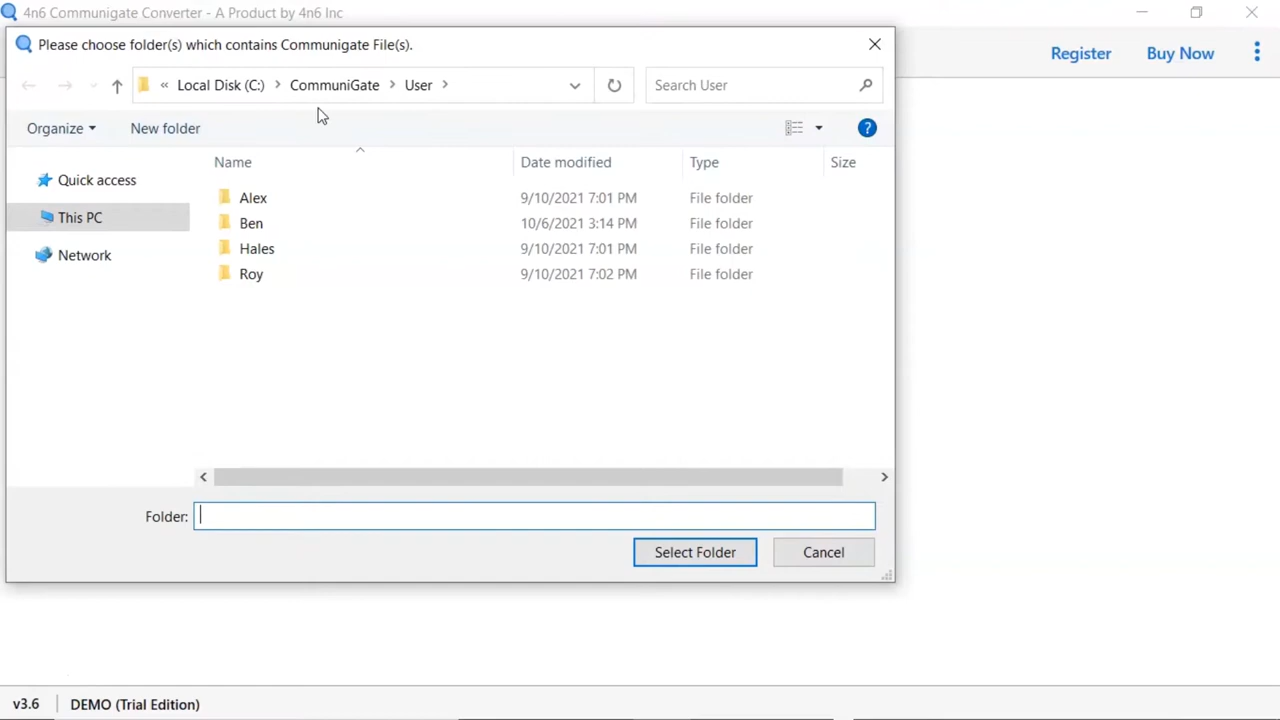 4n6 Communigate Converter - A Product by 4n6 Inc
Please choose folder(s) which contains Communigate File(s).
Register Buy Now
« Local Disk (C:) > CommuniGate > User > Search User
Organize New folder ?
Name Date modified Type Size
Quick access
This PC
Network
Alex 9/10/2021 7:01 PM File folder
Ben 10/6/2021 3:14 PM File folder
Hales 9/10/2021 7:01 PM File folder
Roy 9/10/2021 7:02 PM File folder
Folder:
Select Folder Cancel
v3.6 DEMO (Trial Edition)